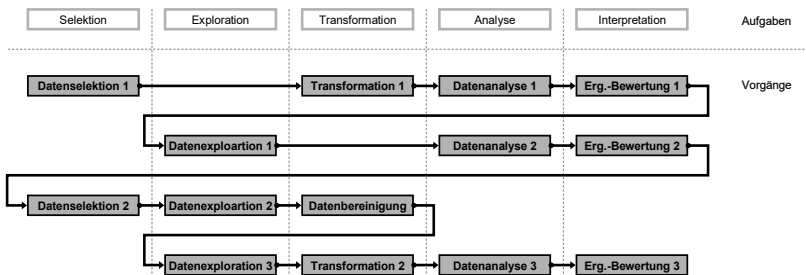 Selektion Exploration Transformation Analyse Interpretation Aufgaben
Datenselektion 1 Transformation 1 Datenanalyse 1 Erg.-Bewertung 1 Vorgänge
Datenexploartion 1 Datenanalyse 2 Erg.-Bewertung 2
Datenselektion 2 Datenexploartion 2 Datenbereinigung
Datenexploration 3 Transformation 2 Datenanalyse 3 Erg.-Bewertung 3